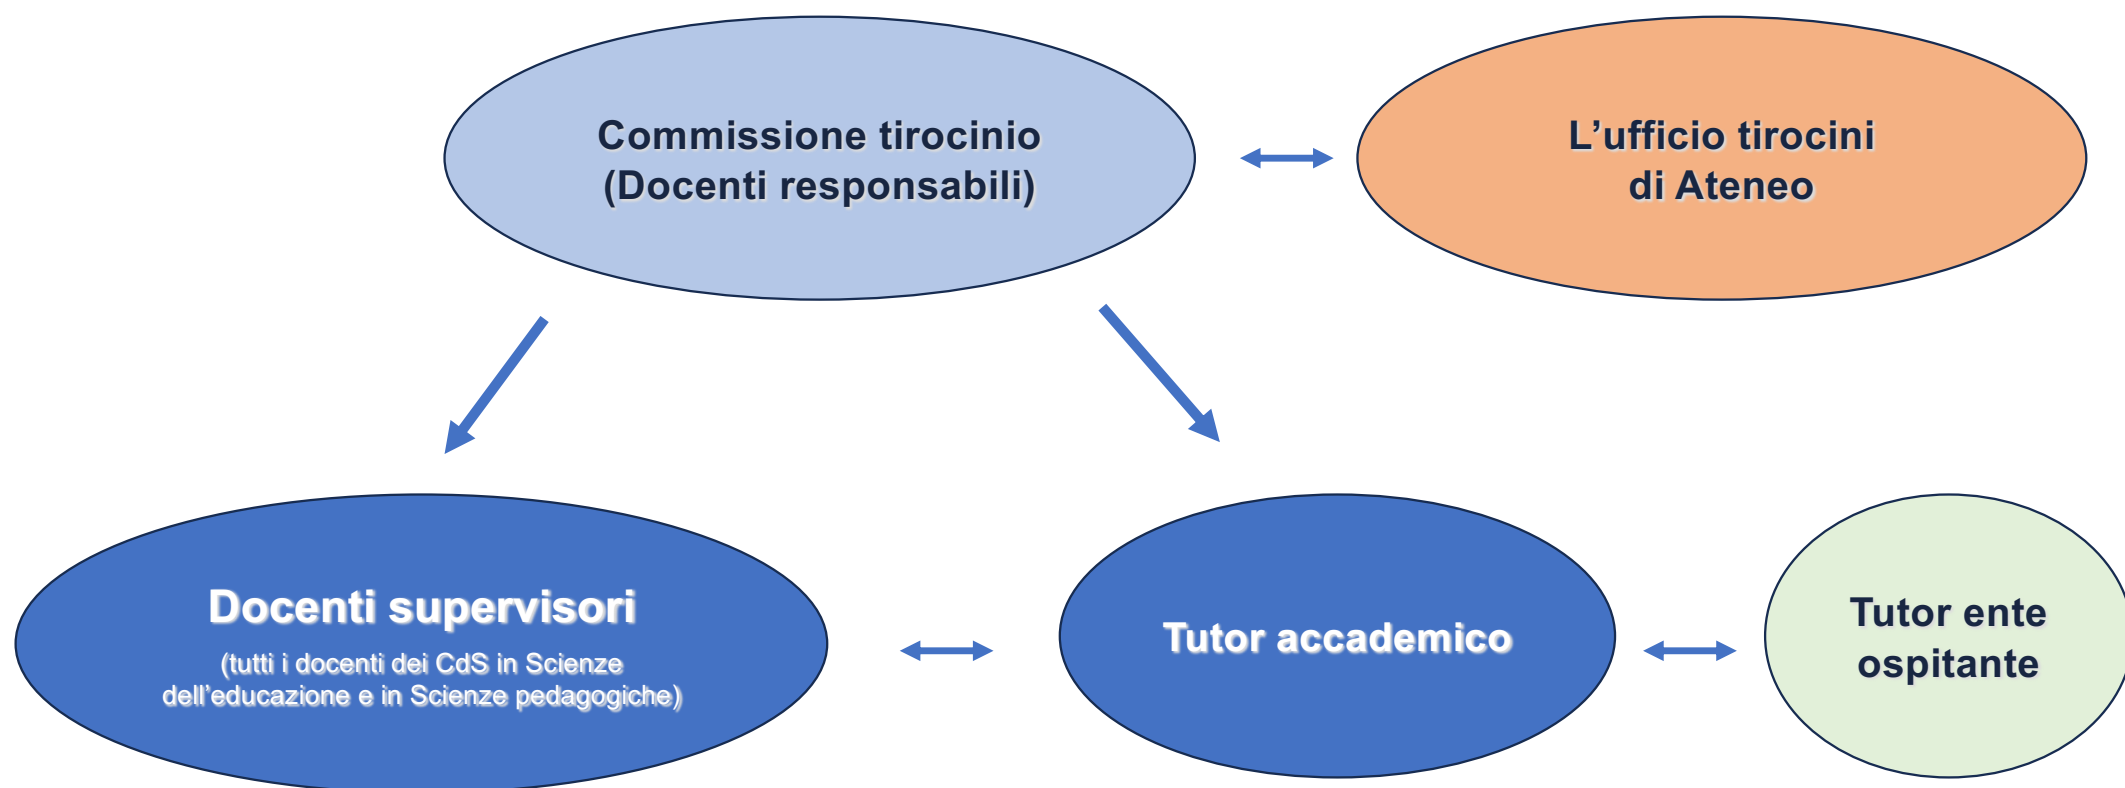 Commissione tirocinio
(Docenti responsabili)
L’ufficio tirocini
di Ateneo
Docenti supervisori
(tutti i docenti dei CdS in Scienze
dell’educazione e in Scienze pedagogiche)
Tutor accademico
Tutor ente
ospitante